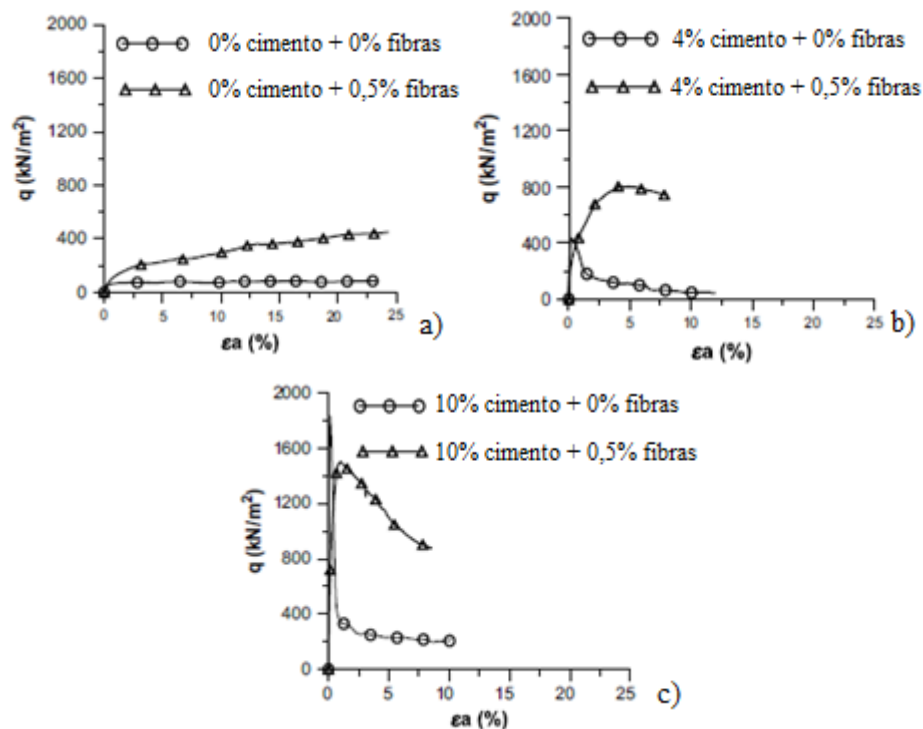 2000
1600
1200
800
400
0
q (kN/m²)
0% cimento + 0% fibras
0% cimento + 0,5% fibras
0 5 10 15 20 25
εa (%)
a)
2000
1600
1200
800
400
0
q (kN/m²)
4% cimento + 0% fibras
4% cimento + 0,5% fibras
0 5 10 15 20 25
εa (%)
b)
2000
1600
1200
800
400
0
q (kN/m²)
10% cimento + 0% fibras
10% cimento + 0,5% fibras
0 5 10 15 20 25
εa (%)
c)